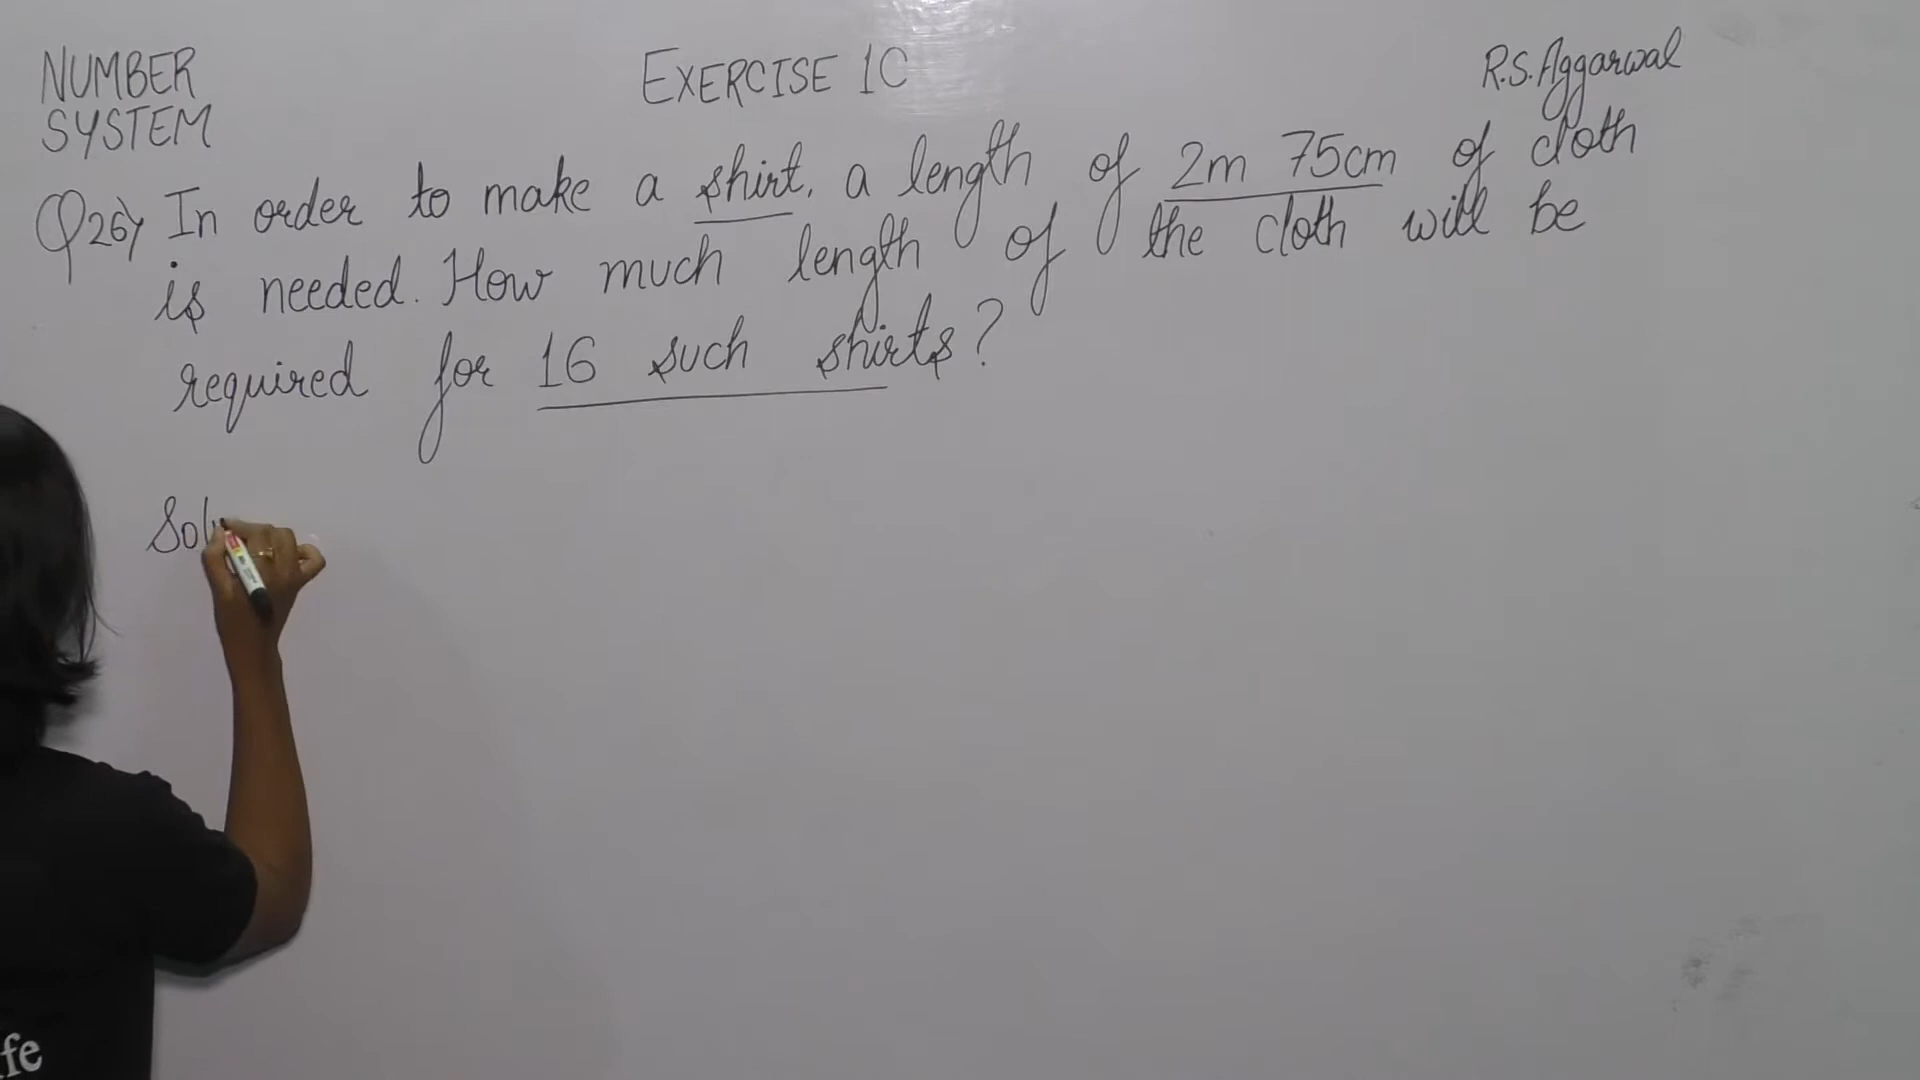 NUMBER
SYSTEM
EXERCISE 1C
R.S. Aggarwal
Q26) In order to make a shirt, a length of 2m 75cm of cloth
is needed. How much length of the cloth will be
required for 16 such shirts?
Sol
fe